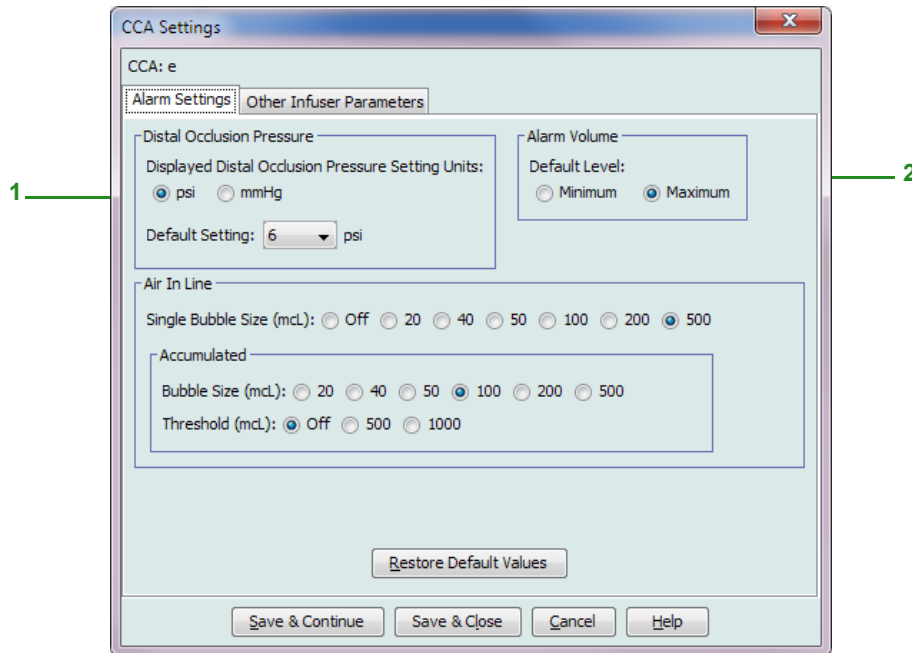 CCA Settings
x
CCA: e
Alarm Settings Other Infuser Parameters
Distal Occlusion Pressure
Displayed Distal Occlusion Pressure Setting Units:
psi mmHg
Default Setting: 6 psi
Alarm Volume
Default Level:
Minimum Maximum
1
2
Air In Line
Single Bubble Size (mcL): Off 20 40 50 100 200 500
Accumulated
Bubble Size (mcL): 20 40 50 100 200 500
Threshold (mcL): Off 500 1000
Restore Default Values
Save & Continue Save & Close Cancel Help